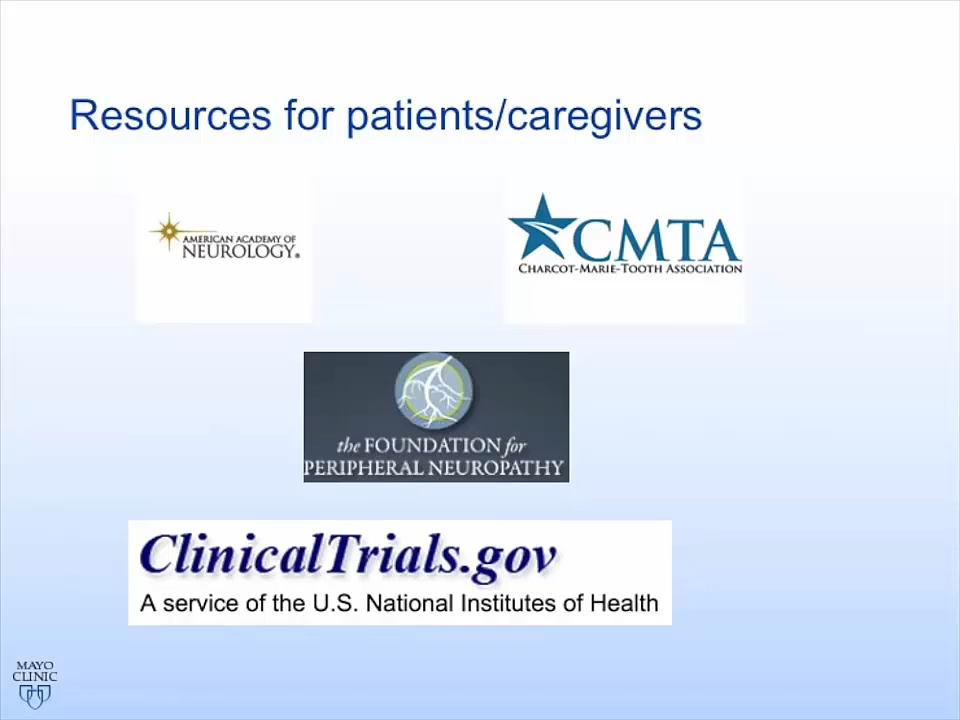 Resources for patients/caregivers
AMERICAN ACADEMY OF
NEUROLOGY®
CMTA
CHARCOT-MARIE-TOOTH ASSOCIATION
the FOUNDATION for
PERIPHERAL NEUROPATHY
ClinicalTrials.gov
A service of the U.S. National Institutes of Health
MAYO
CLINIC